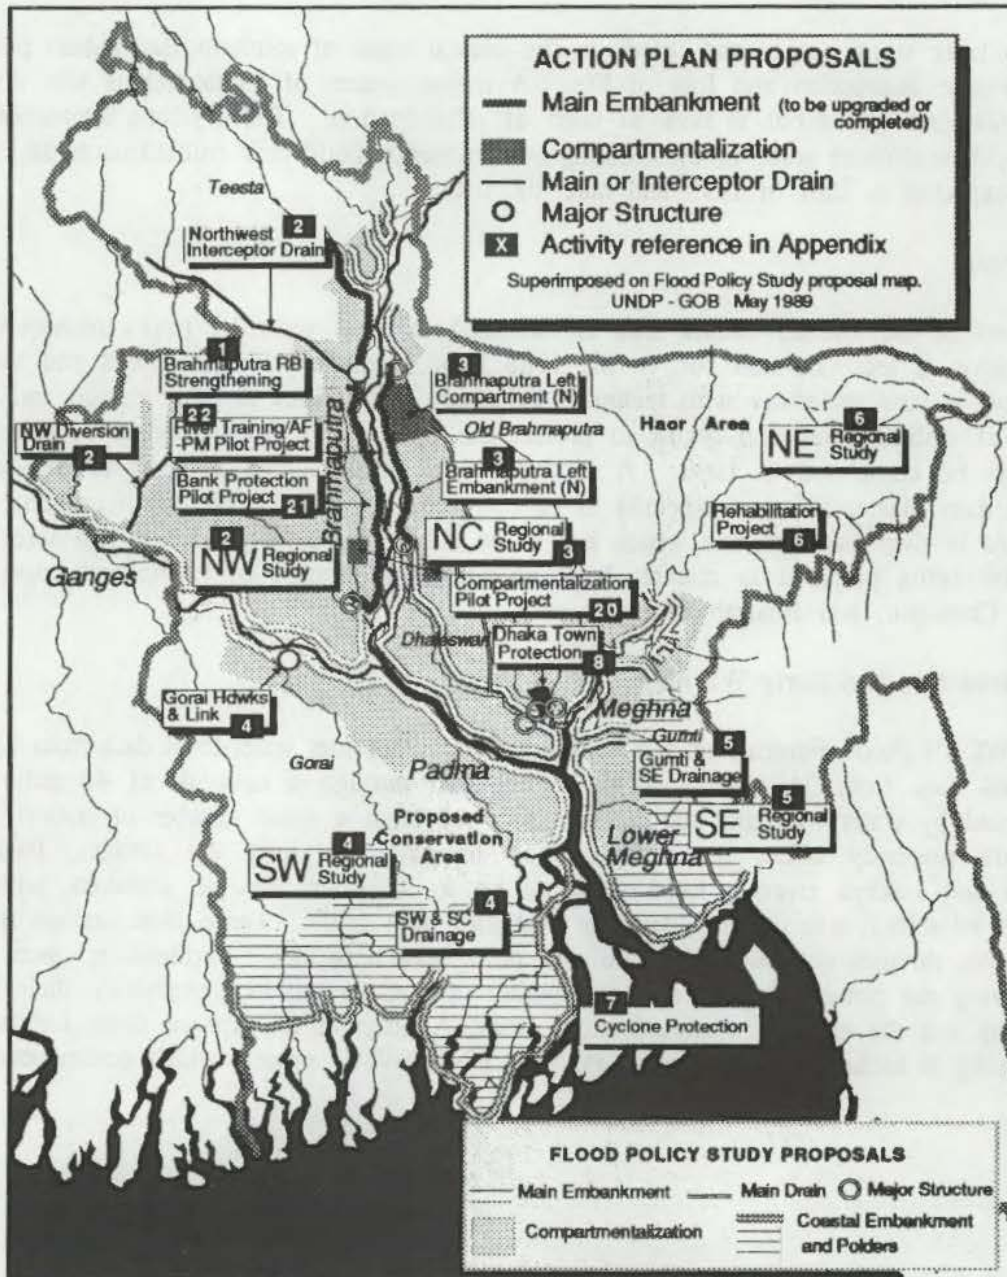 ACTION PLAN PROPOSALS
Main Embankment (to be upgraded or
completed)
Compartmentalization
Main or Interceptor Drain
Major Structure
X Activity reference in Appendix
Superimposed on Flood Policy Study proposal map.
UNDP - GOB May 1989
Teesta
2
Northwest
Interceptor Drain
1
Brahmaputra RB
Strengthening
22
River Training/AF
-PM Pilot Project
NW Diversion
Drain
2
Bank Protection
Pilot Project
21
Brahmaputra
3
Brahmaputra Left
Compartment (N)
Old Brahmaputra
3
Brahmaputra Left
Embankment (N)
Haor Area
6
NE Regional
Study
Rehabilitation
Project
6
2
NW Regional
Study
NC Regional
Study
3
Ganges
Compartmentalization
Pilot Project
20
Dhaleswari
Dhaka Town
Protection
8
Gorai Hdwks
& Link
4
Meghna
Gumti
5
Gumti &
SE Drainage
Gorai
Padma
5
SE Regional
Study
Lower
Meghna
Proposed
Conservation
Area
4
SW Regional
Study
4
SW & SC
Drainage
7
Cyclone Protection
FLOOD POLICY STUDY PROPOSALS
Main Embankment
Main Drain
Major Structure
Compartmentalization
Coastal Embankment
and Polders